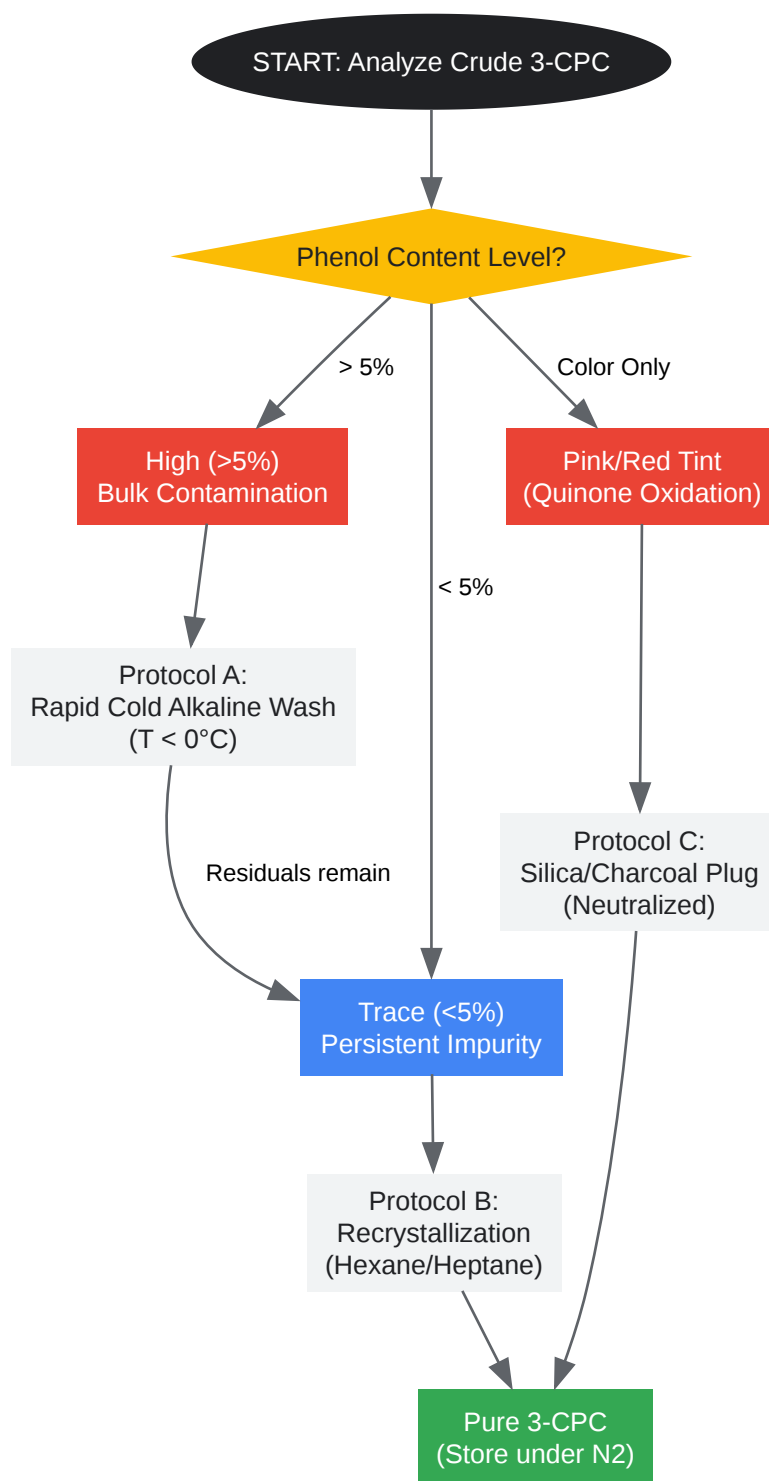 START: Analyze Crude 3-CPC
Phenol Content Level?
> 5%
Color Only
High (>5%)
Bulk Contamination
Pink/Red Tint
(Quinone Oxidation)
< 5%
Protocol A:
Rapid Cold Alkaline Wash
(T < 0°C)
Protocol C:
Silica/Charcoal Plug
(Neutralized)
Residuals remain
Trace (<5%)
Persistent Impurity
Protocol B:
Recrystallization
(Hexane/Heptane)
Pure 3-CPC
(Store under N2)